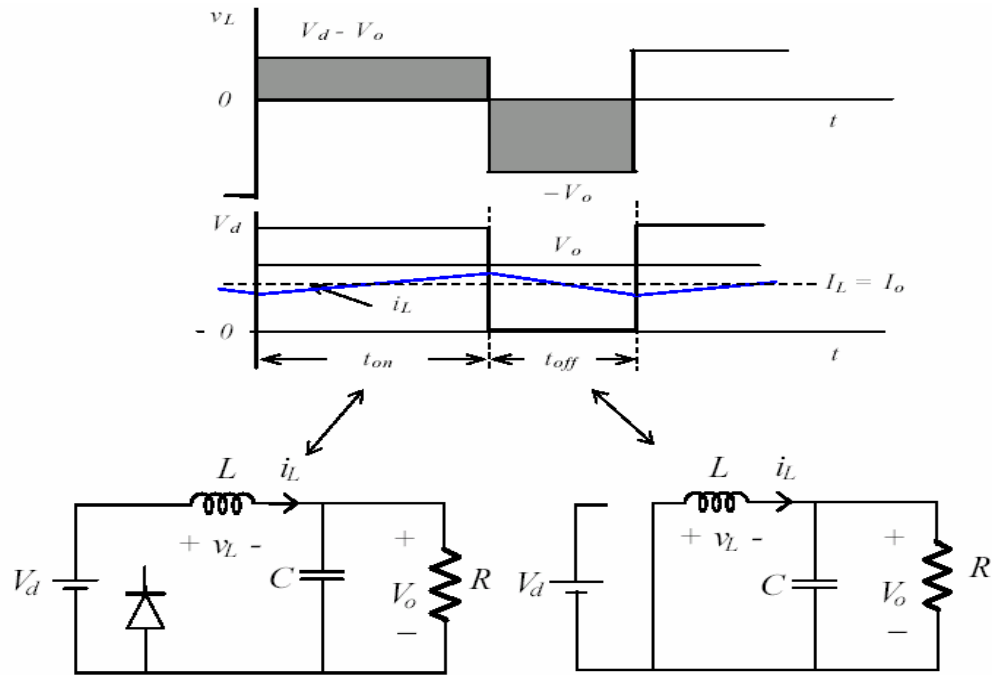 v_L
V_d - V_o
0
t
-V_o
V_d
V_o
I_L = I_o
i_L
- 0
t
t_on
t_off
L
i_L
+ v_L -
V_d
C
+
V_o
−
R
L
i_L
+ v_L -
V_d
C
+
V_o
−
R